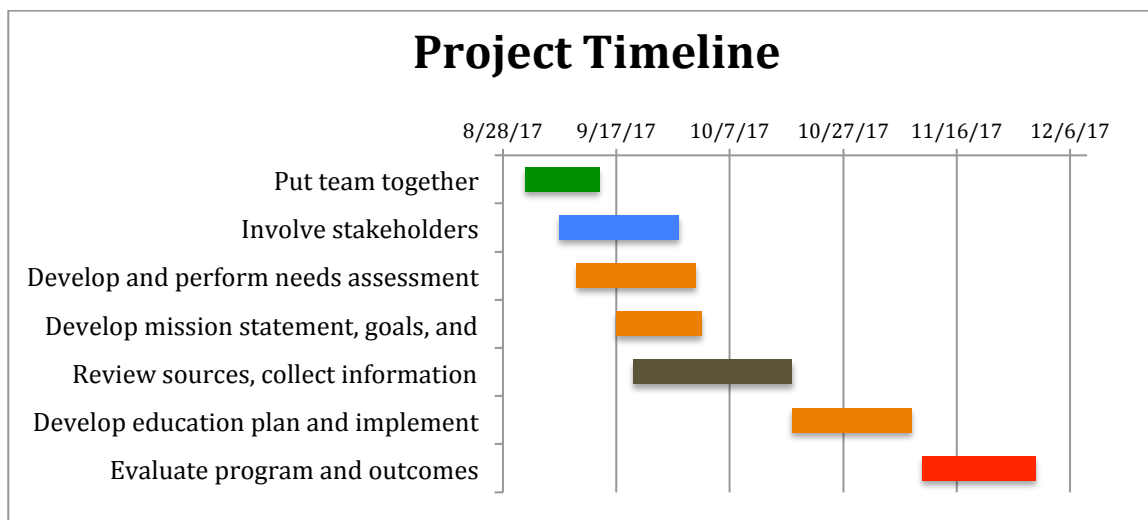 Project Timeline
8/28/17 9/17/17 10/7/17 10/27/17 11/16/17 12/6/17
Put team together
Involve stakeholders
Develop and perform needs assessment
Develop mission statement, goals, and
Review sources, collect information
Develop education plan and implement
Evaluate program and outcomes